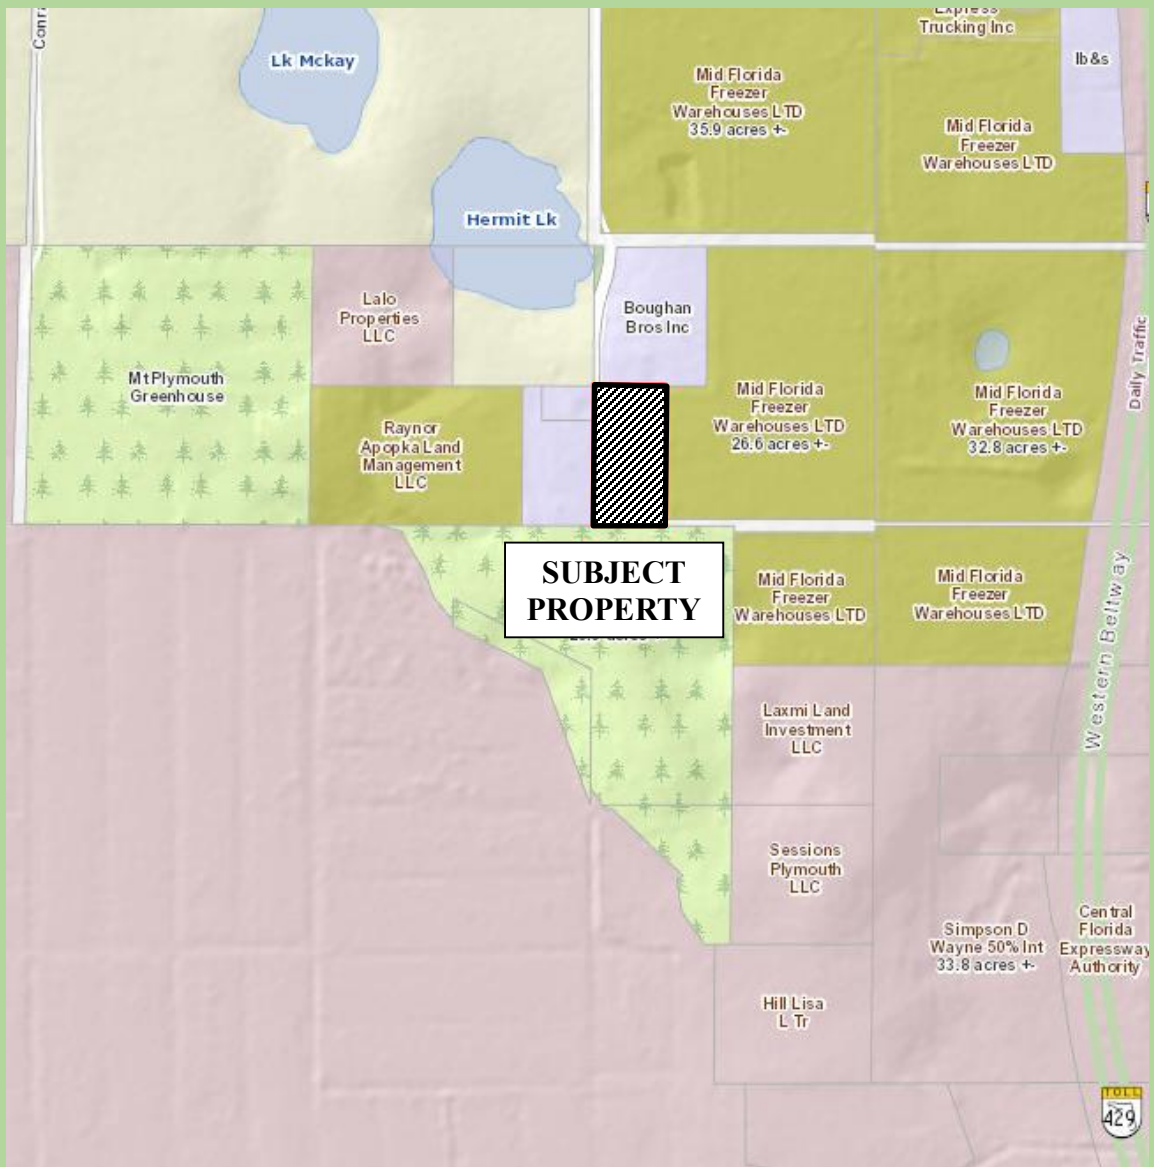 Conra
Lk Mckay
Express
Trucking Inc
Ib&s
Mid Florida
Freezer
Warehouses LTD
35.9 acres +-
Mid Florida
Freezer
Warehouses LTD
Hermit Lk
Lalo
Properties
LLC
Boughan
Bros Inc
Mt Plymouth
Greenhouse
Raynor
Apopka Land
Management
LLC
Mid Florida
Freezer
Warehouses LTD
26.6 acres +-
Mid Florida
Freezer
Warehouses LTD
32.8 acres +-
Daily Traffic
SUBJECT
PROPERTY
Mid Florida
Freezer
Warehouses LTD
Mid Florida
Freezer
Warehouses LTD
Western Beltway
Laxmi Land
Investment
LLC
Sessions
Plymouth
LLC
Simpson D
Wayne 50% Int
33.8 acres +-
Central
Florida
Expressway
Authority
Hill Lisa
L Tr
TOLL
429